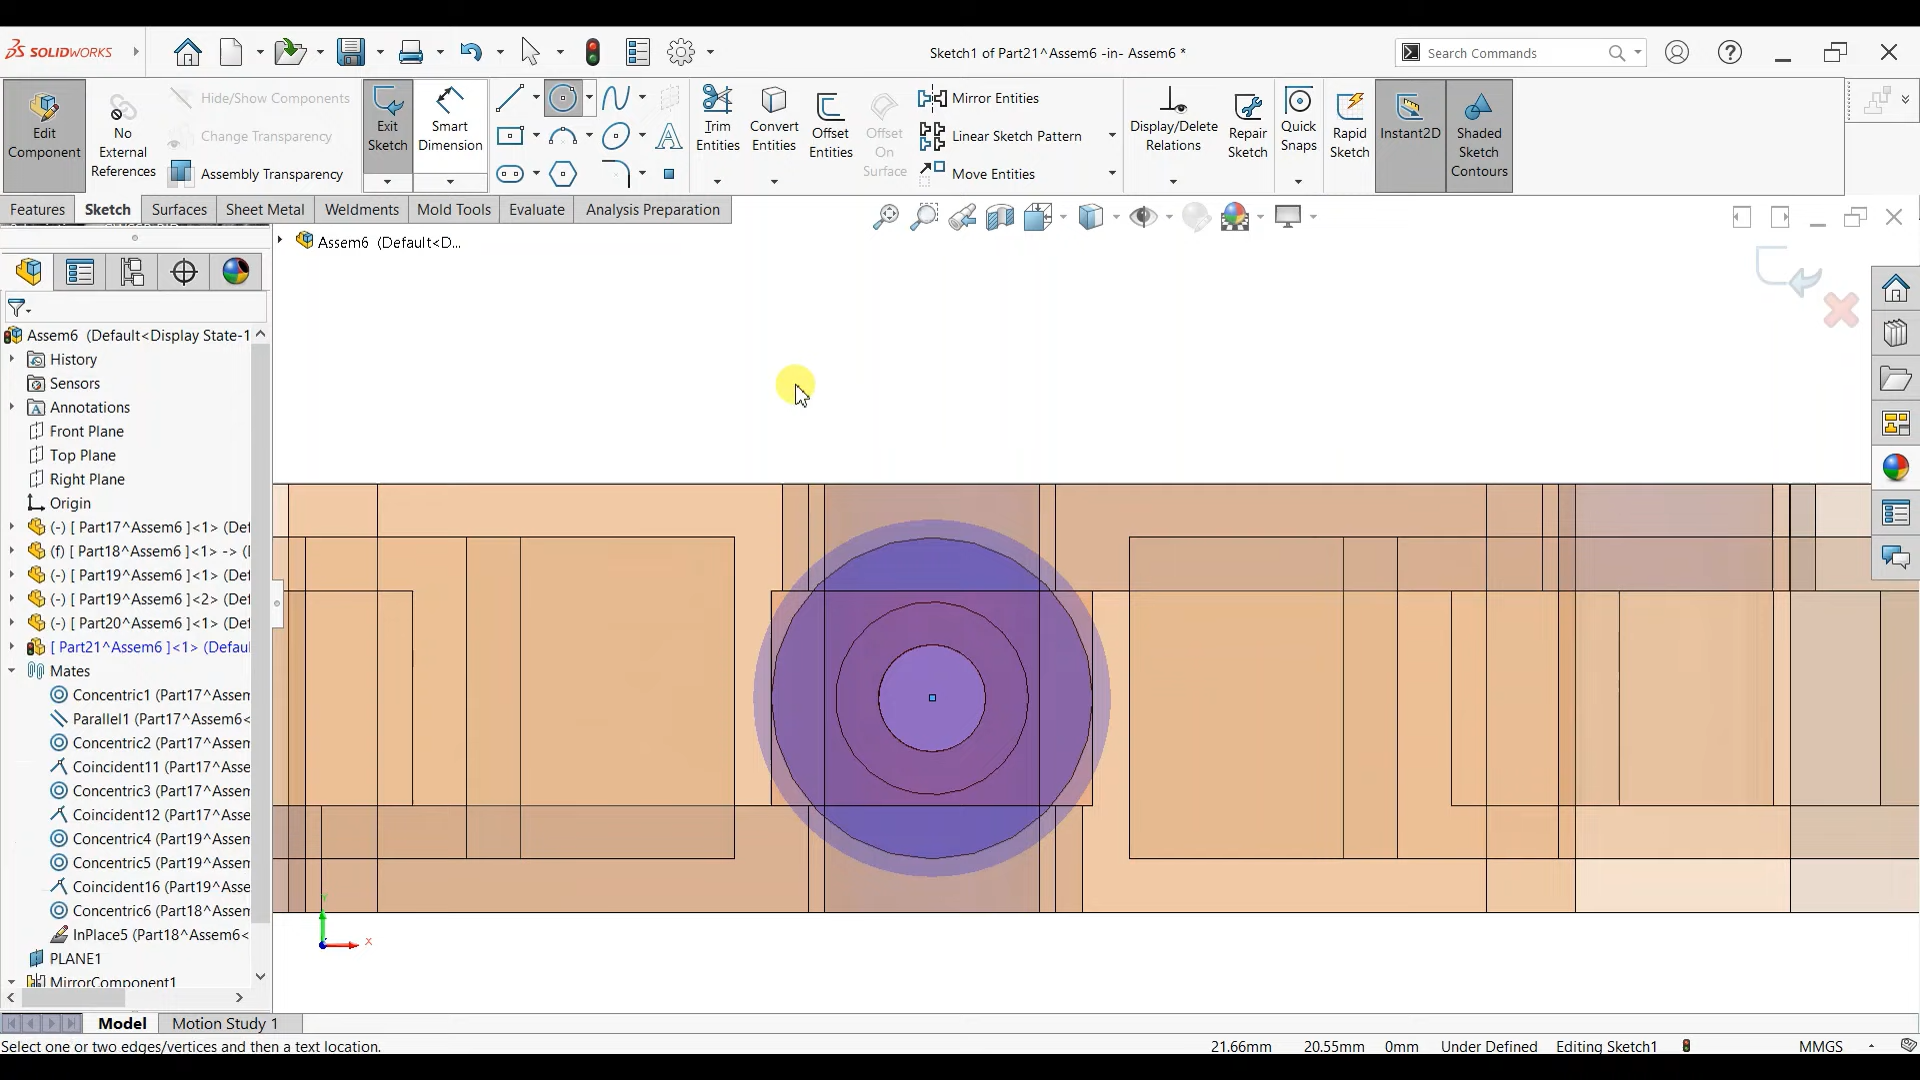 SOLIDWORKS
Sketch1 of Part21^Assem6 -in- Assem6 *
Search Commands
Edit
Component
No
External
References
Hide/Show Components
Change Transparency
Assembly Transparency
Exit
Sketch
Smart
Dimension
Trim
Entities
Convert
Entities
Offset
Entities
Offset
On
Surface
Mirror Entities
Linear Sketch Pattern
Move Entities
Display/Delete
Relations
Repair
Sketch
Quick
Snaps
Rapid
Sketch
Instant2D
Shaded
Sketch
Contours
Features
Sketch
Surfaces
Sheet Metal
Weldments
Mold Tools
Evaluate
Analysis Preparation
Assem6 (Default<D...
Assem6 (Default<Display State-1
History
Sensors
Annotations
Front Plane
Top Plane
Right Plane
Origin
(-) [ Part17^Assem6 ]<1> (Def
(f) [ Part18^Assem6 ]<1> -> (
(-) [ Part19^Assem6 ]<1> (Def
(-) [ Part19^Assem6 ]<2> (Def
(-) [ Part20^Assem6 ]<1> (Def
[ Part21^Assem6 ]<1> (Defaul
Mates
Concentric1 (Part17^Assem
Parallel1 (Part17^Assem6<
Concentric2 (Part17^Assem
Coincident11 (Part17^Asse
Concentric3 (Part17^Assem
Coincident12 (Part17^Asse
Concentric4 (Part19^Assem
Concentric5 (Part19^Assem
Coincident16 (Part19^Asse
Concentric6 (Part18^Assem
InPlace5 (Part18^Assem6<
PLANE1
MirrorComponent1
Y
X
Model
Motion Study 1
Select one or two edges/vertices and then a text location.
21.66mm
20.55mm
0mm
Under Defined
Editing Sketch1
MMGS